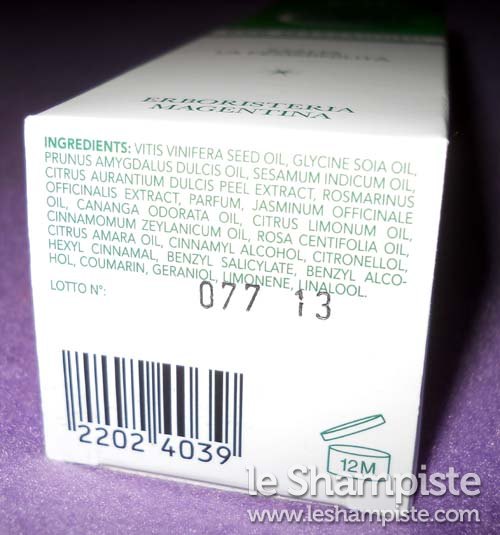 ERBORISTERIA
MAGENTINA
INGREDIENTS: VITIS VINIFERA SEED OIL, GLYCINE SOIA OIL,
PRUNUS AMYGDALUS DULCIS OIL, SESAMUM INDICUM OIL,
CITRUS AURANTIUM DULCIS PEEL EXTRACT, ROSMARINUS
OFFICINALIS EXTRACT, PARFUM, JASMINUM OFFICINALE
OIL, CANANGA ODORATA OIL, CITRUS LIMONUM OIL,
CINNAMOMUM ZEYLANICUM OIL, ROSA CENTIFOLIA OIL,
CITRUS AMARA OIL, CINNAMYL ALCOHOL, CITRONELLOL,
HEXYL CINNAMAL, BENZYL SALICYLATE, BENZYL ALCO-
HOL, COUMARIN, GERANIOL, LIMONENE, LINALOOL.
LOTTO N°:
077 13
2202 4039
12M
le Shampiste
www.leshampiste.com